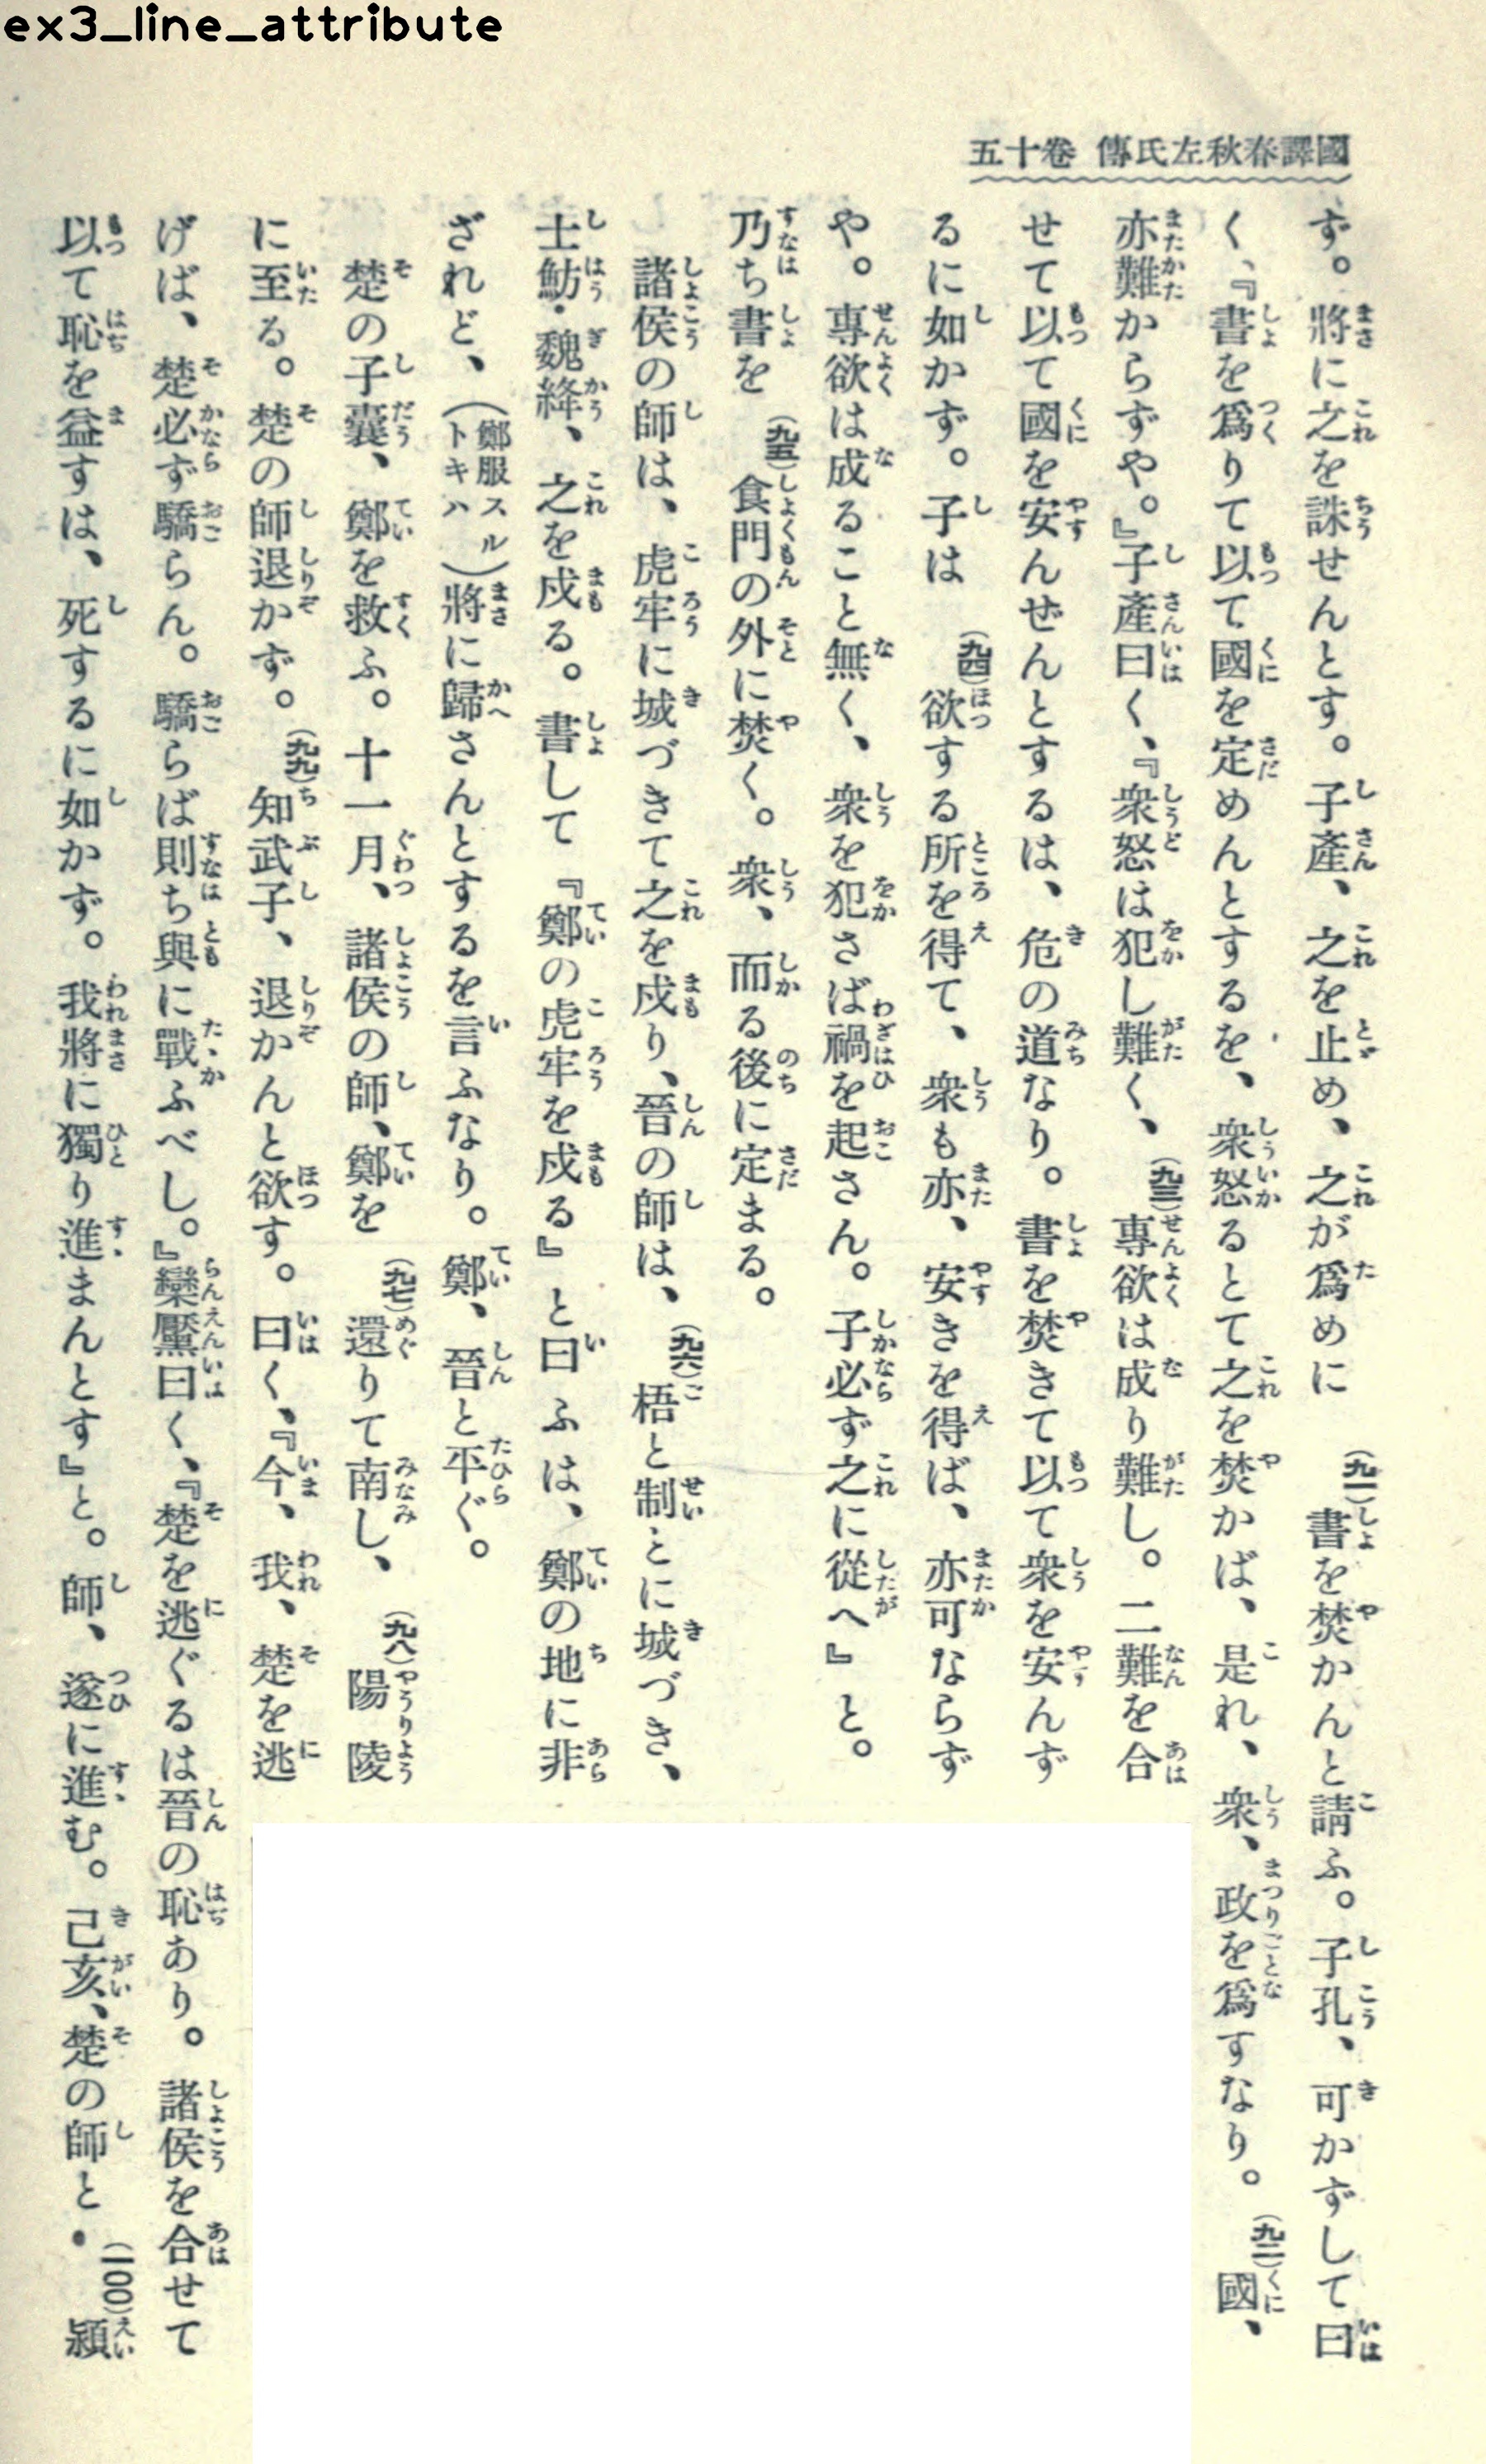 ex3_line_attribute
五十卷 傳氏左秋春譯國
ず。將に之を誅せんとす。子產、之を止め、之が爲めに(九一)書を焚かんと請ふ。子孔、可かずして曰
く、『書を爲りて以て國を定めんとするを、衆怒るとて之を焚かば、是れ、衆、政を爲すなり。(九二)國、
亦難からずや。』子產曰く、『衆怒は犯し難く、(九三)專欲は成り難し。二難を合
せて以て國を安んぜんとするは、危の道なり。書を焚きて以て衆を安んず
るに如かず。子は(九四)欲する所を得て、衆も亦、安きを得ば、亦可ならず
や。專欲は成ること無く、衆を犯さば禍を起さん。子必ず之に從へ』と。
乃ち書を(九五)食門の外に焚く。衆、而る後に定まる。
諸侯の師は、虎牢に城づきて之を戍り、晉の師は、(九六)梧と制とに城づき、
士魴・魏絳、之を戍る。書して『鄭の虎牢を戍る』と曰ふは、鄭の地に非
ざれど、(鄭服スルトキハ)將に歸さんとするを言ふなり。鄭、晉と平ぐ。
楚の子囊、鄭を救ふ。十一月、諸侯の師、鄭を(九七)還りて南し、(九八)陽陵
に至る。楚の師退かず。(九九)知武子、退かんと欲す。曰く、『今、我、楚を逃
げば、楚必ず驕らん。驕らば則ち與に戰ふべし。』欒黶曰く、『楚を逃ぐるは晉の恥あり。諸侯を合せて
以て恥を益すは、死するに如かず。我將に獨り進まんとす』と。師、遂に進む。己亥、楚の師と・(一〇〇)潁